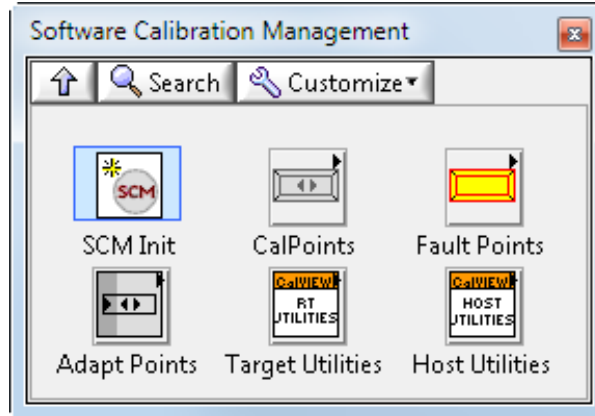 Software Calibration Management
Search Customize
SCM
SCM Init CalPoints Fault Points
CalVIEW CalVIEW
RT HOST
UTILITIES UTILITIES
Adapt Points Target Utilities Host Utilities